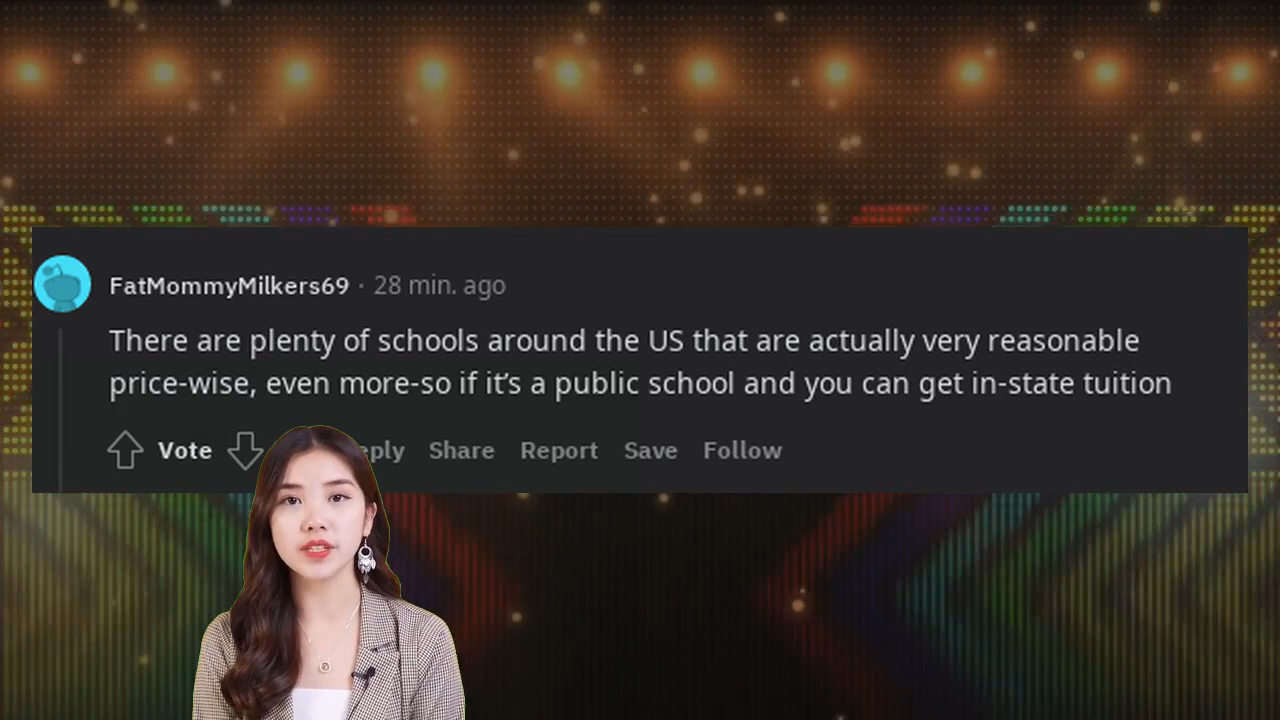 FatMommyMilkers69 · 28 min. ago
There are plenty of schools around the US that are actually very reasonable
price-wise, even more-so if it's a public school and you can get in-state tuition
Vote Share Report Save Follow